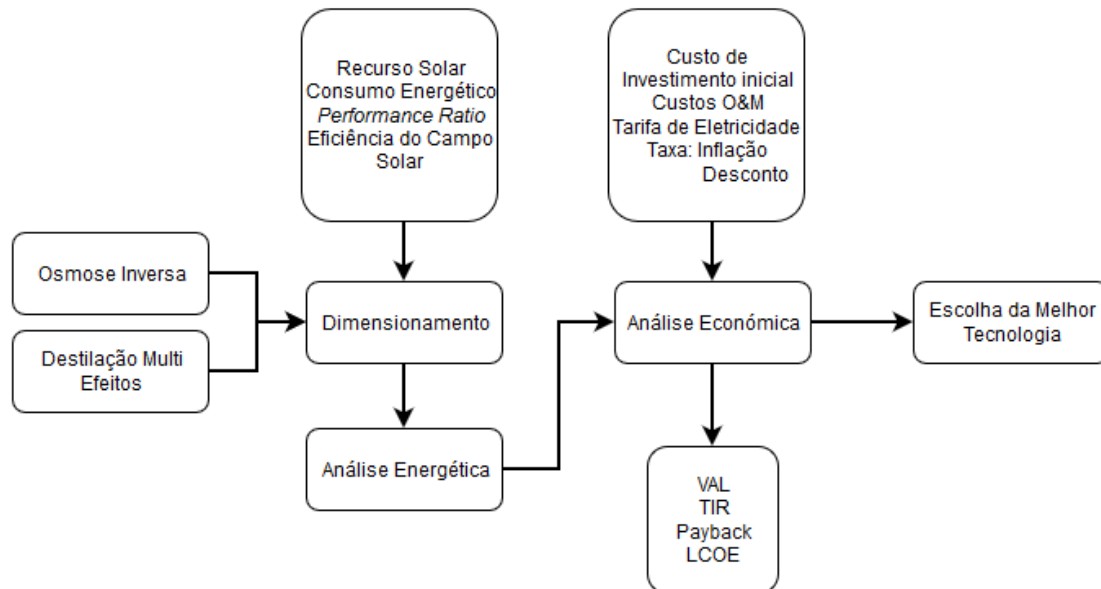 Recurso Solar
Consumo Energético
Performance Ratio
Eficiência do Campo
Solar
Custo de
Investimento inicial
Custos O&M
Tarifa de Eletricidade
Taxa: Inflação
Desconto
Osmose Inversa
Destilação Multi
Efeitos
Dimensionamento
Análise Energética
Análise Económica
Escolha da Melhor
Tecnologia
VAL
TIR
Payback
LCOE